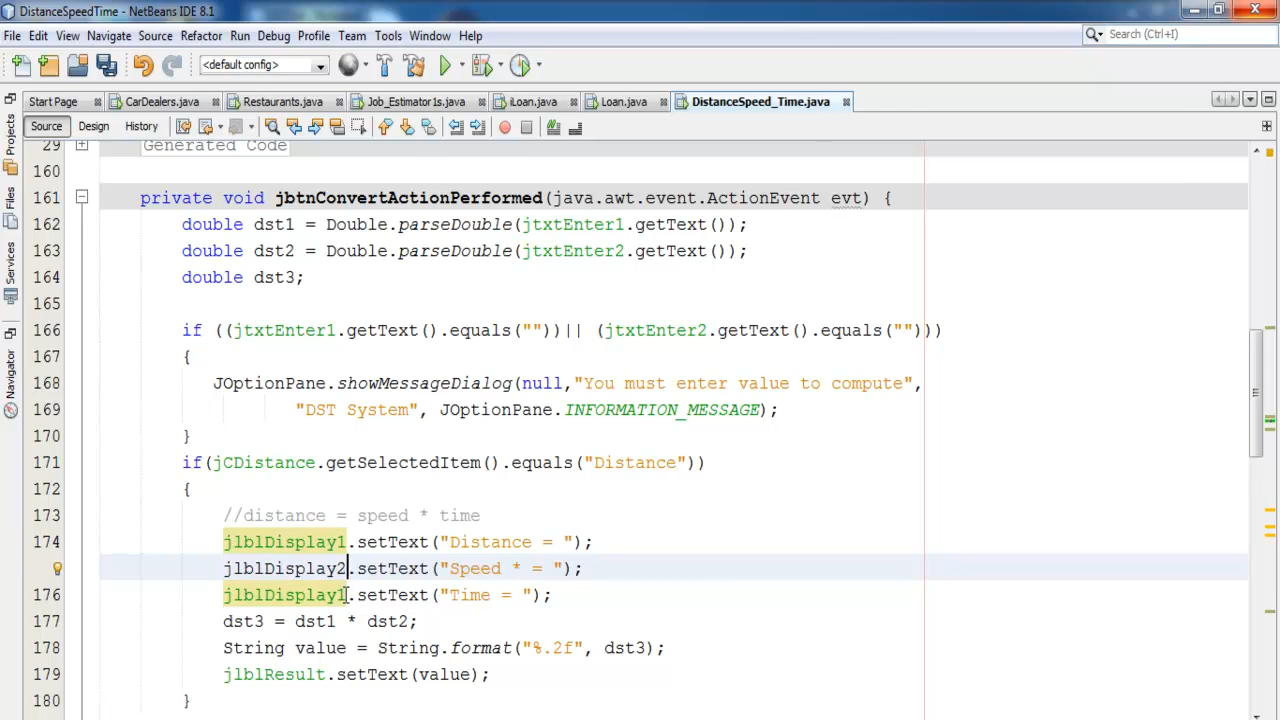 DistanceSpeedTime - NetBeans IDE 8.1
File Edit View Navigate Source Refactor Run Debug Profile Team Tools Window Help
Search (Ctrl+I)
<default config>
Start Page CarDealers.java Restaurants.java Job_Estimator1s.java iLoan.java Loan.java DistanceSpeed_Time.java
Source Design History
Projects
Files
Services
Navigator
29 Generated Code
160
161 private void jbtnConvertActionPerformed(java.awt.event.ActionEvent evt) {
162 double dst1 = Double.parseDouble(jtxtEnter1.getText());
163 double dst2 = Double.parseDouble(jtxtEnter2.getText());
164 double dst3;
165
166 if ((jtxtEnter1.getText().equals(""))|| (jtxtEnter2.getText().equals("")))
167 {
168 JOptionPane.showMessageDialog(null,"You must enter value to compute",
169 "DST System", JOptionPane.INFORMATION_MESSAGE);
170 }
171 if(jCDistance.getSelectedItem().equals("Distance"))
172 {
173 //distance = speed * time
174 jlblDisplay1.setText("Distance = ");
jlblDisplay2.setText("Speed * = ");
176 jlblDisplay1.setText("Time = ");
177 dst3 = dst1 * dst2;
178 String value = String.format("%.2f", dst3);
179 jlblResult.setText(value);
180 }